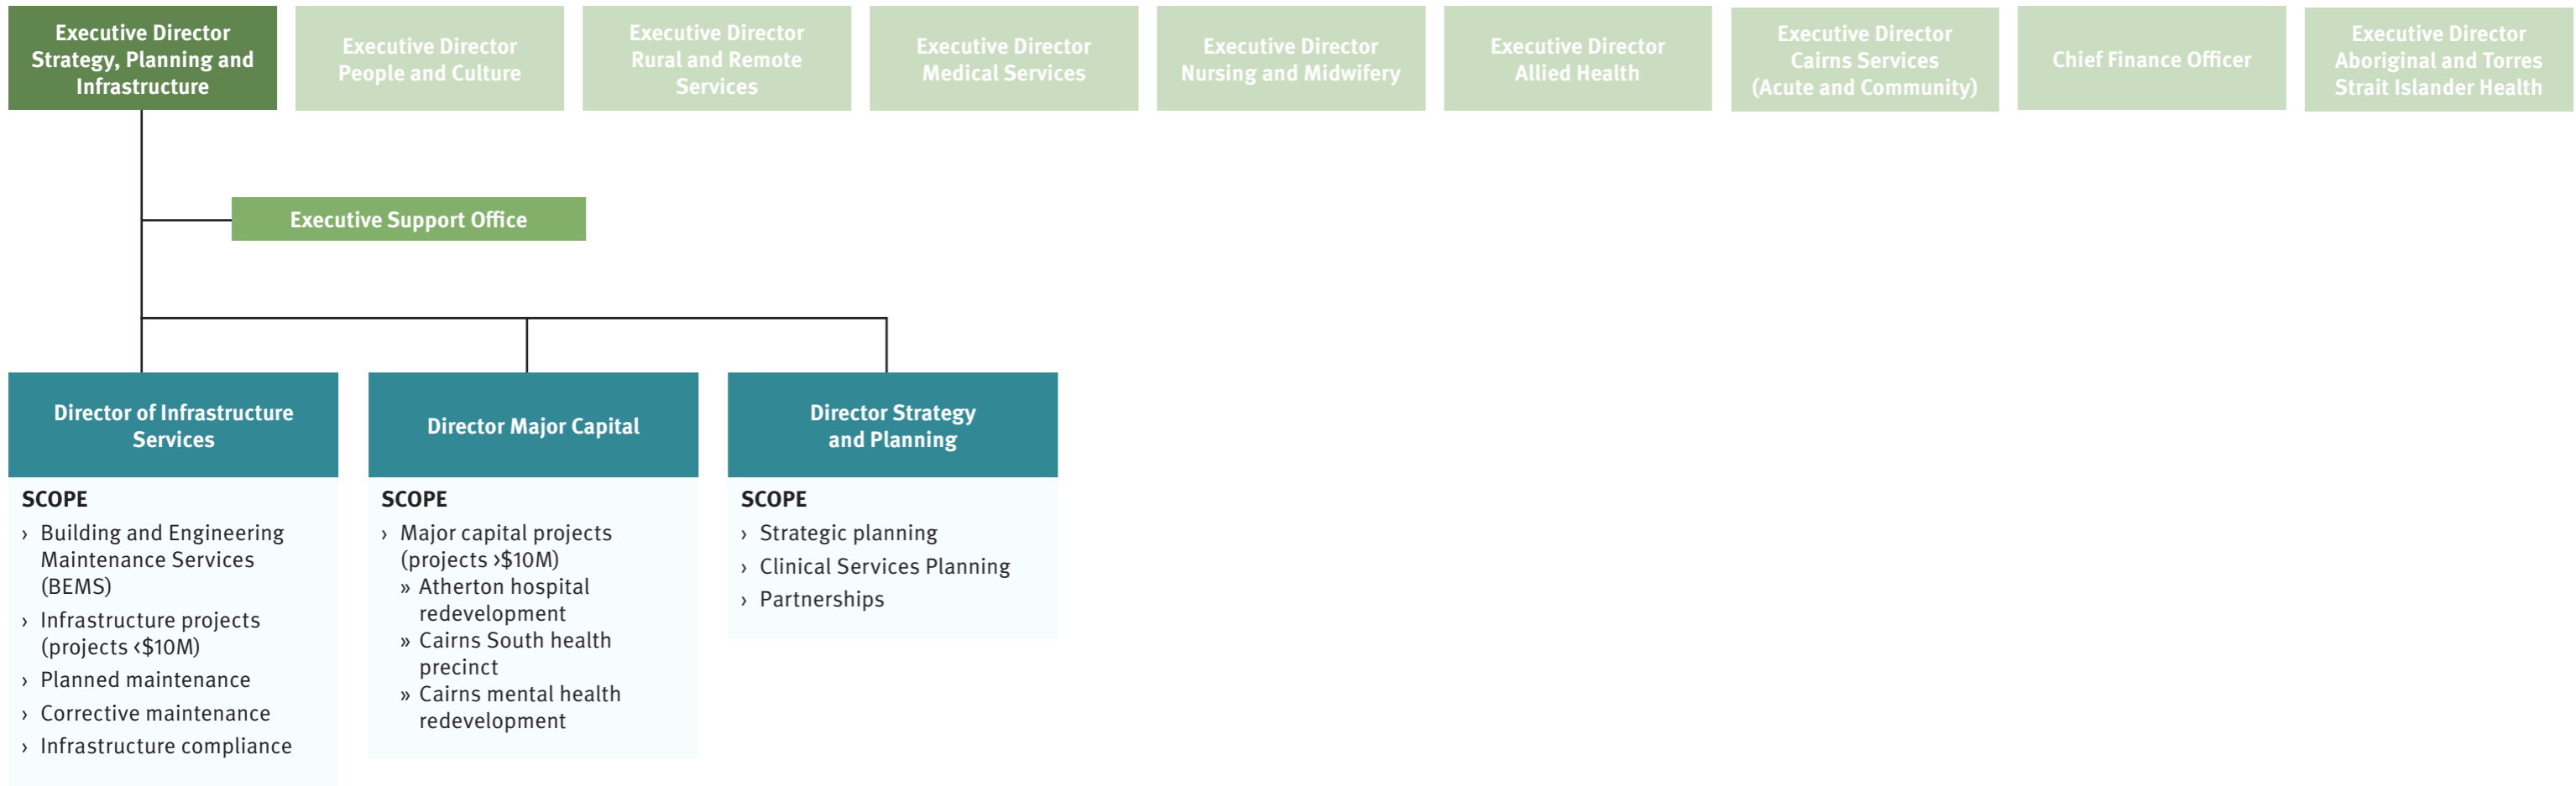 Executive Director
Strategy, Planning and
Infrastructure
Executive Director
People and Culture
Executive Director
Rural and Remote
Services
Executive Director
Medical Services
Executive Director
Nursing and Midwifery
Executive Director
Allied Health
Executive Director
Cairns Services
(Acute and Community)
Chief Finance Officer
Executive Director
Aboriginal and Torres
Strait Islander Health
Executive Support Office
Director of Infrastructure
Services
SCOPE
› Building and Engineering
Maintenance Services
(BEMS)
› Infrastructure projects
(projects <$10M)
› Planned maintenance
› Corrective maintenance
› Infrastructure compliance
Director Major Capital
SCOPE
› Major capital projects
(projects >$10M)
» Atherton hospital
redevelopment
» Cairns South health
precinct
» Cairns mental health
redevelopment
Director Strategy
and Planning
SCOPE
› Strategic planning
› Clinical Services Planning
› Partnerships